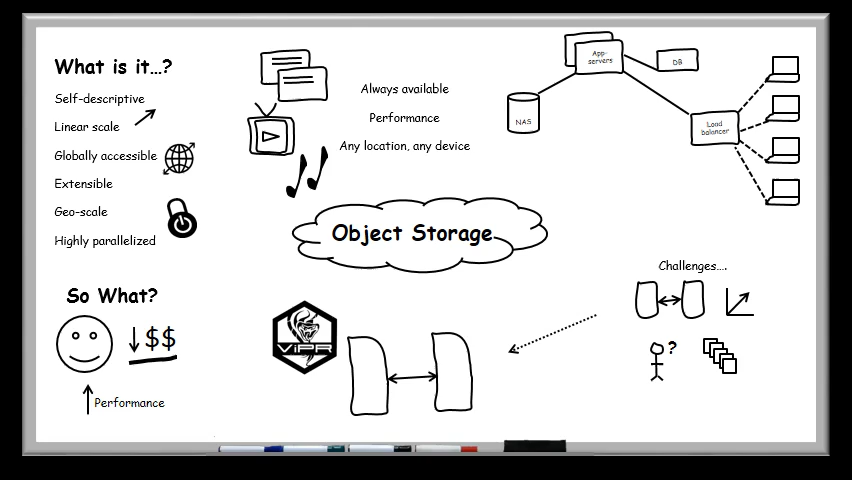 What is it...?
Self-descriptive
Linear scale
Globally accessible
Extensible
Geo-scale
Highly parallelized
Always available
Performance
Any location, any device
App-
servers
DB
NAS
Load
balancer
Object Storage
So What?
$$
Performance
ViPR
Challenges....
?